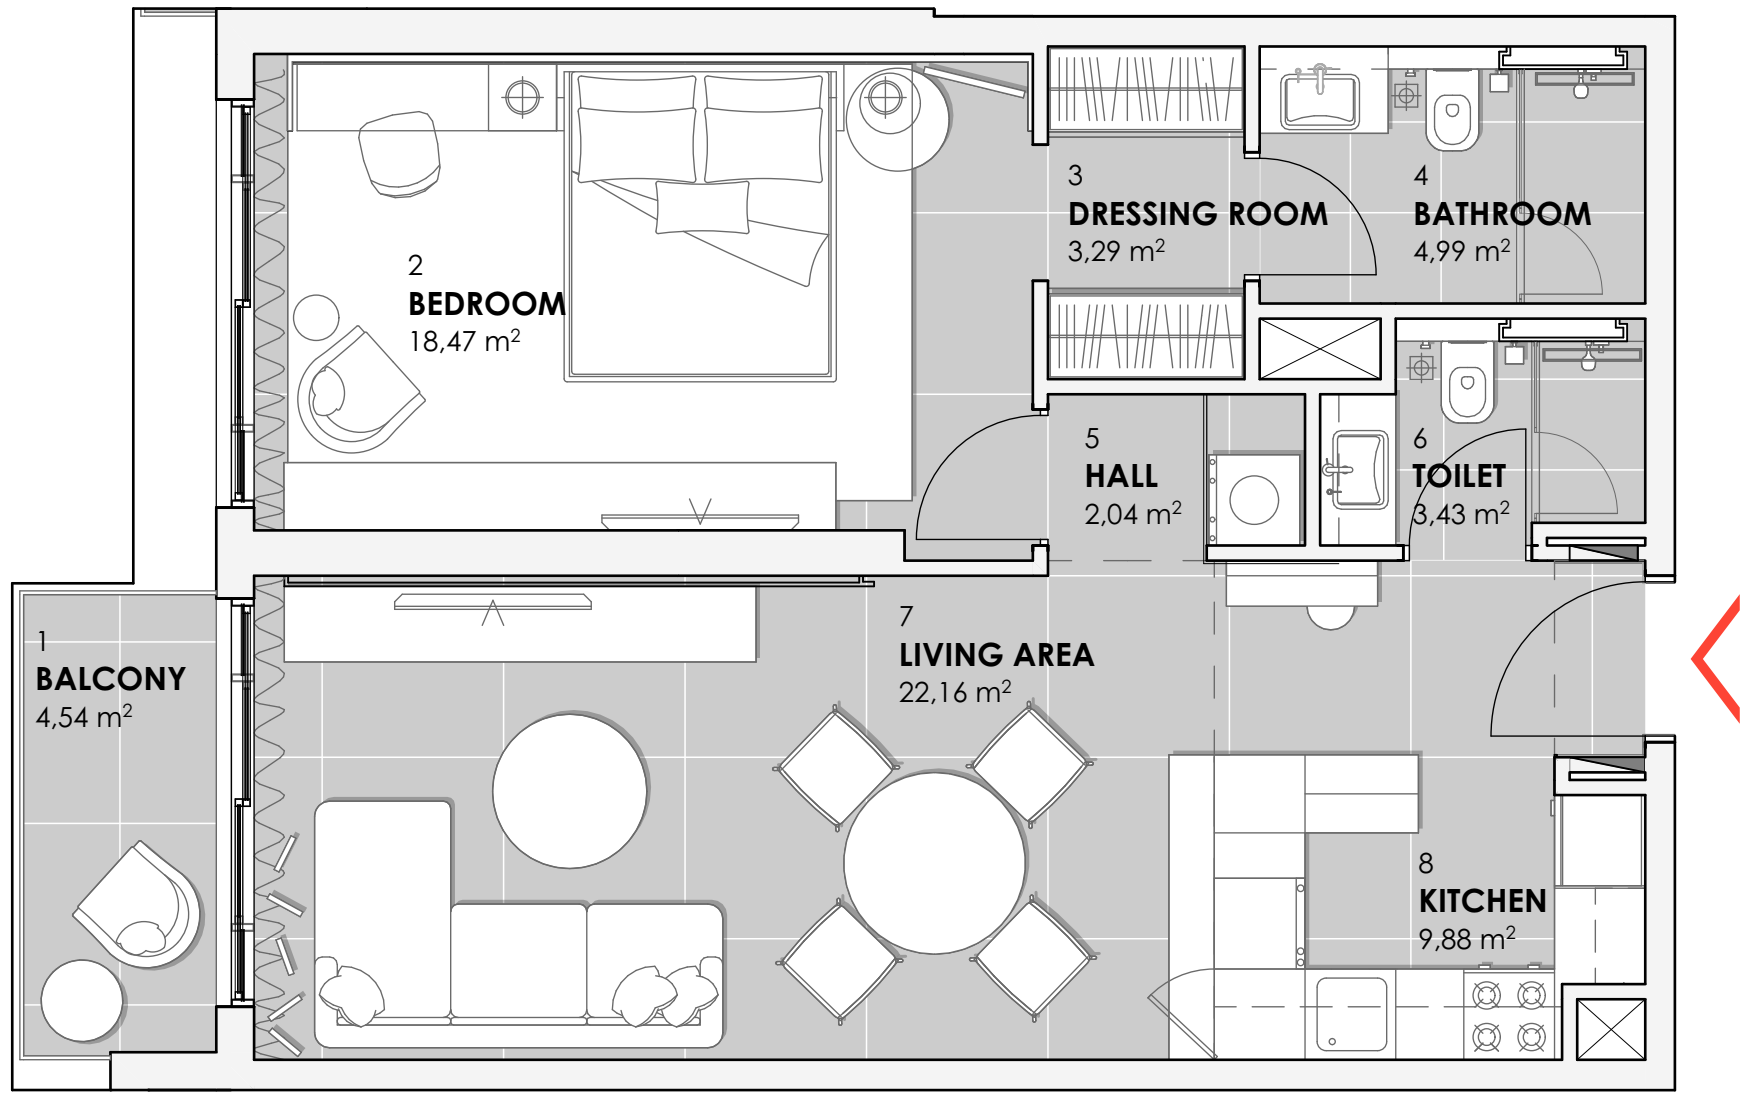 1
BALCONY
4,54 m²
2
BEDROOM
18,47 m²
3
DRESSING ROOM
3,29 m²
4
BATHROOM
4,99 m²
5
HALL
2,04 m²
6
TOILET
3,43 m²
7
LIVING AREA
22,16 m²
8
KITCHEN
9,88 m²